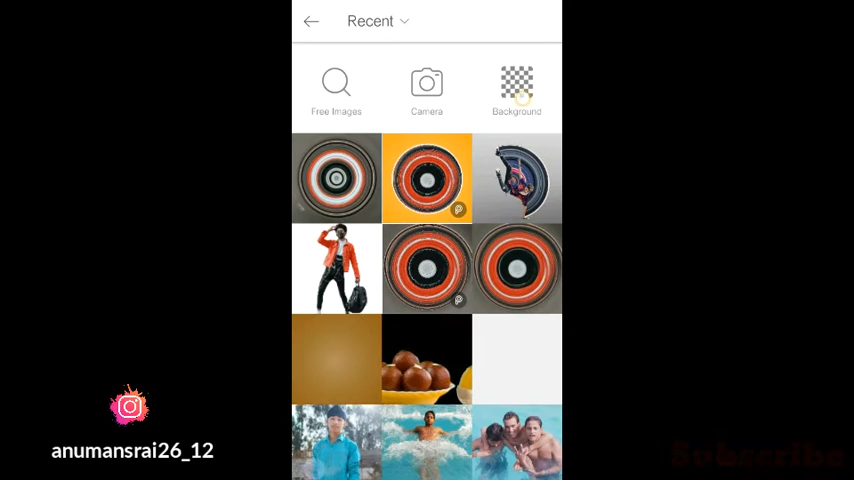 Recent
Free Images
Camera
Background
anumansrai26_12
Subscribe